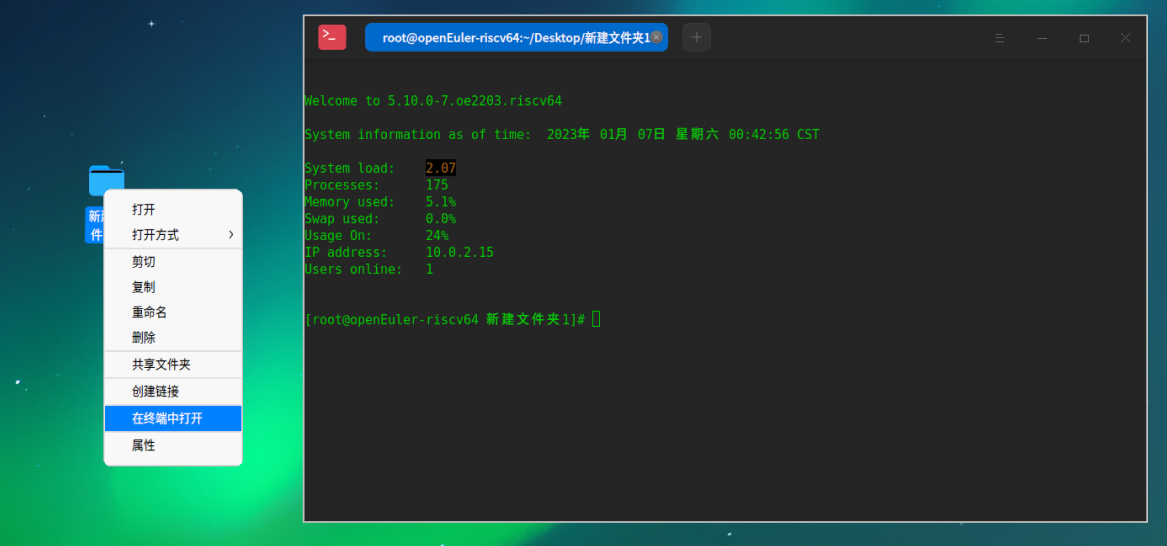 root@openEuler-riscv64:~/Desktop/新建文件夹1
Welcome to 5.10.0-7.oe2203.riscv64
System information as of time:  2023年 01月 07日 星期六 00:42:56 CST
System load:    2.07
Processes:      175
Memory used:    5.1%
Swap used:      0.0%
Usage On:       24%
IP address:     10.0.2.15
Users online:   1
[root@openEuler-riscv64 新建文件夹1]#
打开
打开方式
剪切
复制
重命名
删除
共享文件夹
创建链接
在终端中打开
属性